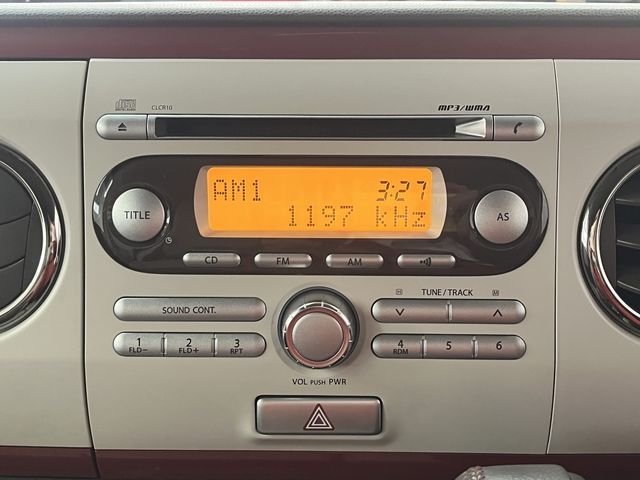 CLCR10
MP3/WMA
TITLE
AM1
3:27
1197 kHz
AS
CD
FM
AM
SOUND CONT.
TUNE / TRACK
H
M
1
FLD−
2
FLD+
3
RPT
4
RDM
5
6
VOL PUSH PWR